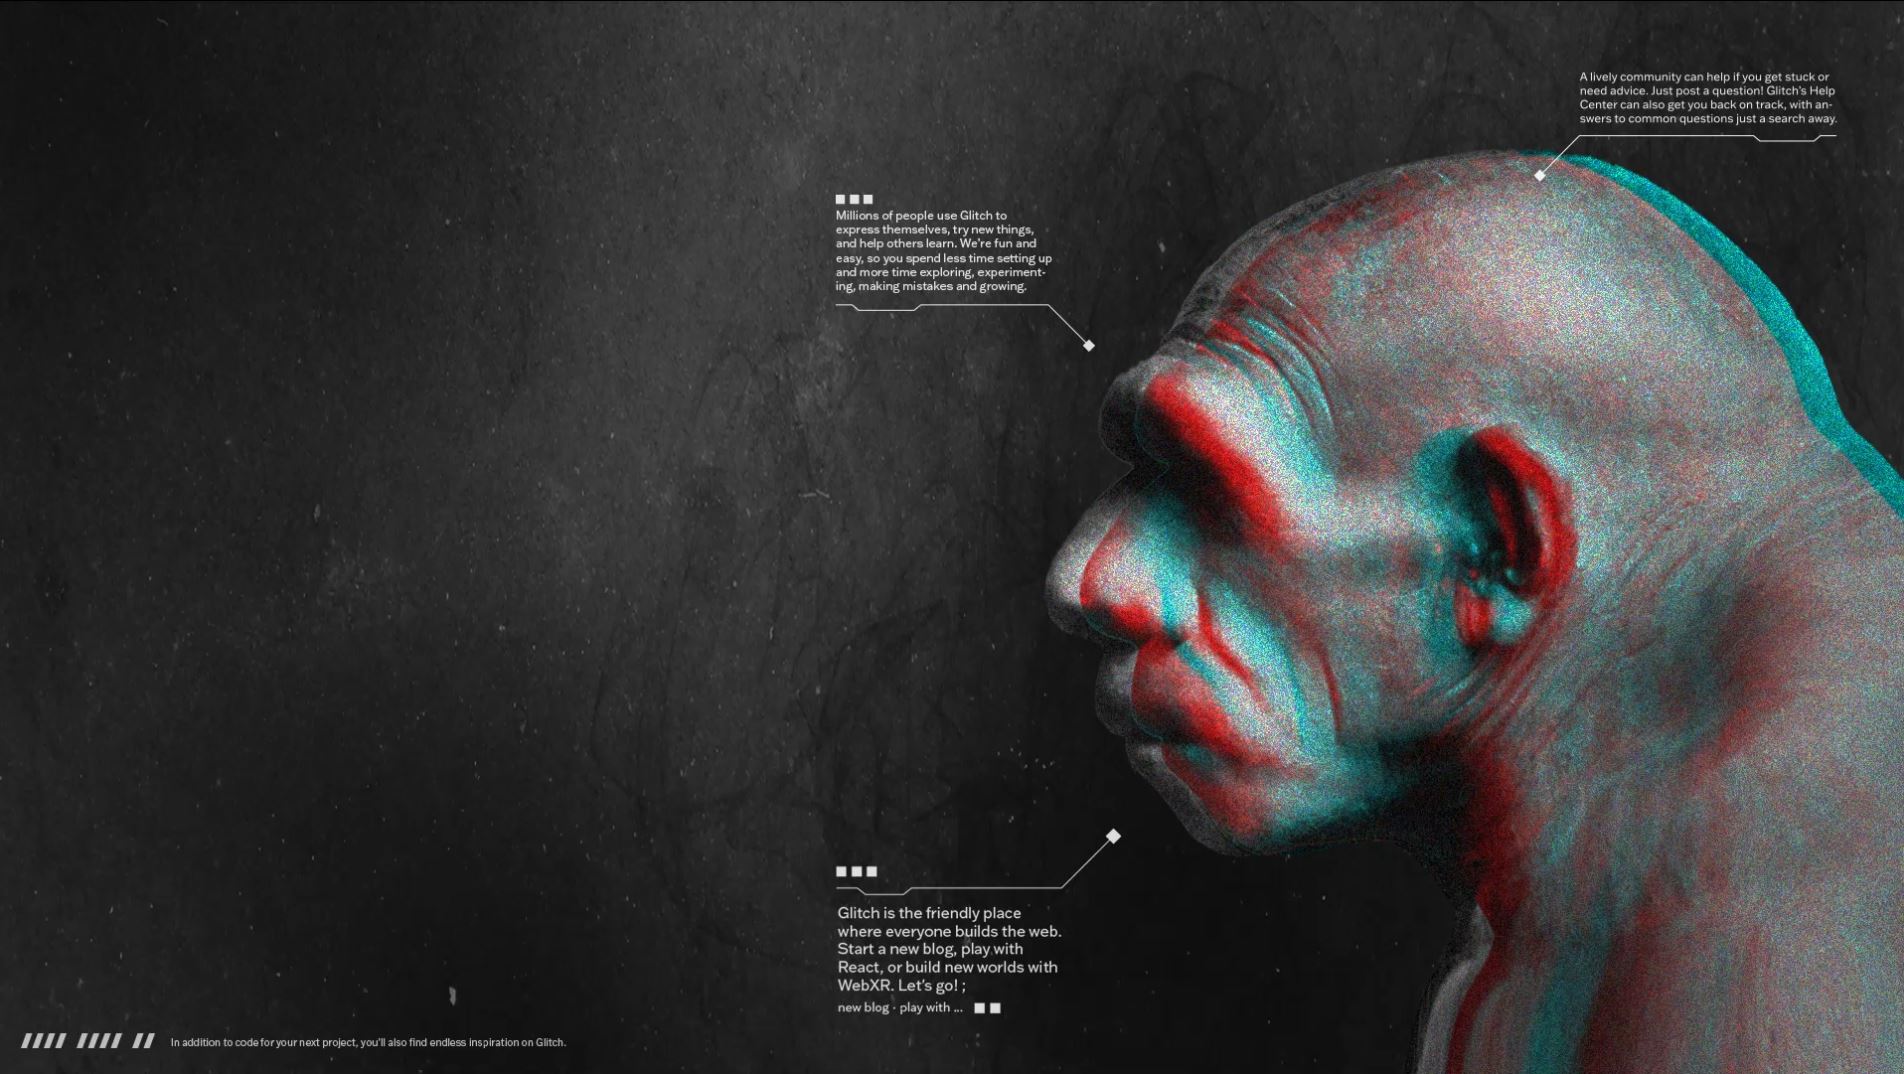 A lively community can help if you get stuck or
need advice. Just post a question! Glitch's Help
Center can also get you back on track, with an-
swers to common questions just a search away.
Millions of people use Glitch to
express themselves, try new things,
and help others learn. We're fun and
easy, so you spend less time setting up
and more time exploring, experiment-
ing, making mistakes and growing.
Glitch is the friendly place
where everyone builds the web.
Start a new blog, play with
React, or build new worlds with
WebXR. Let's go! ;
new blog · play with ...
In addition to code for your next project, you'll also find endless inspiration on Glitch.